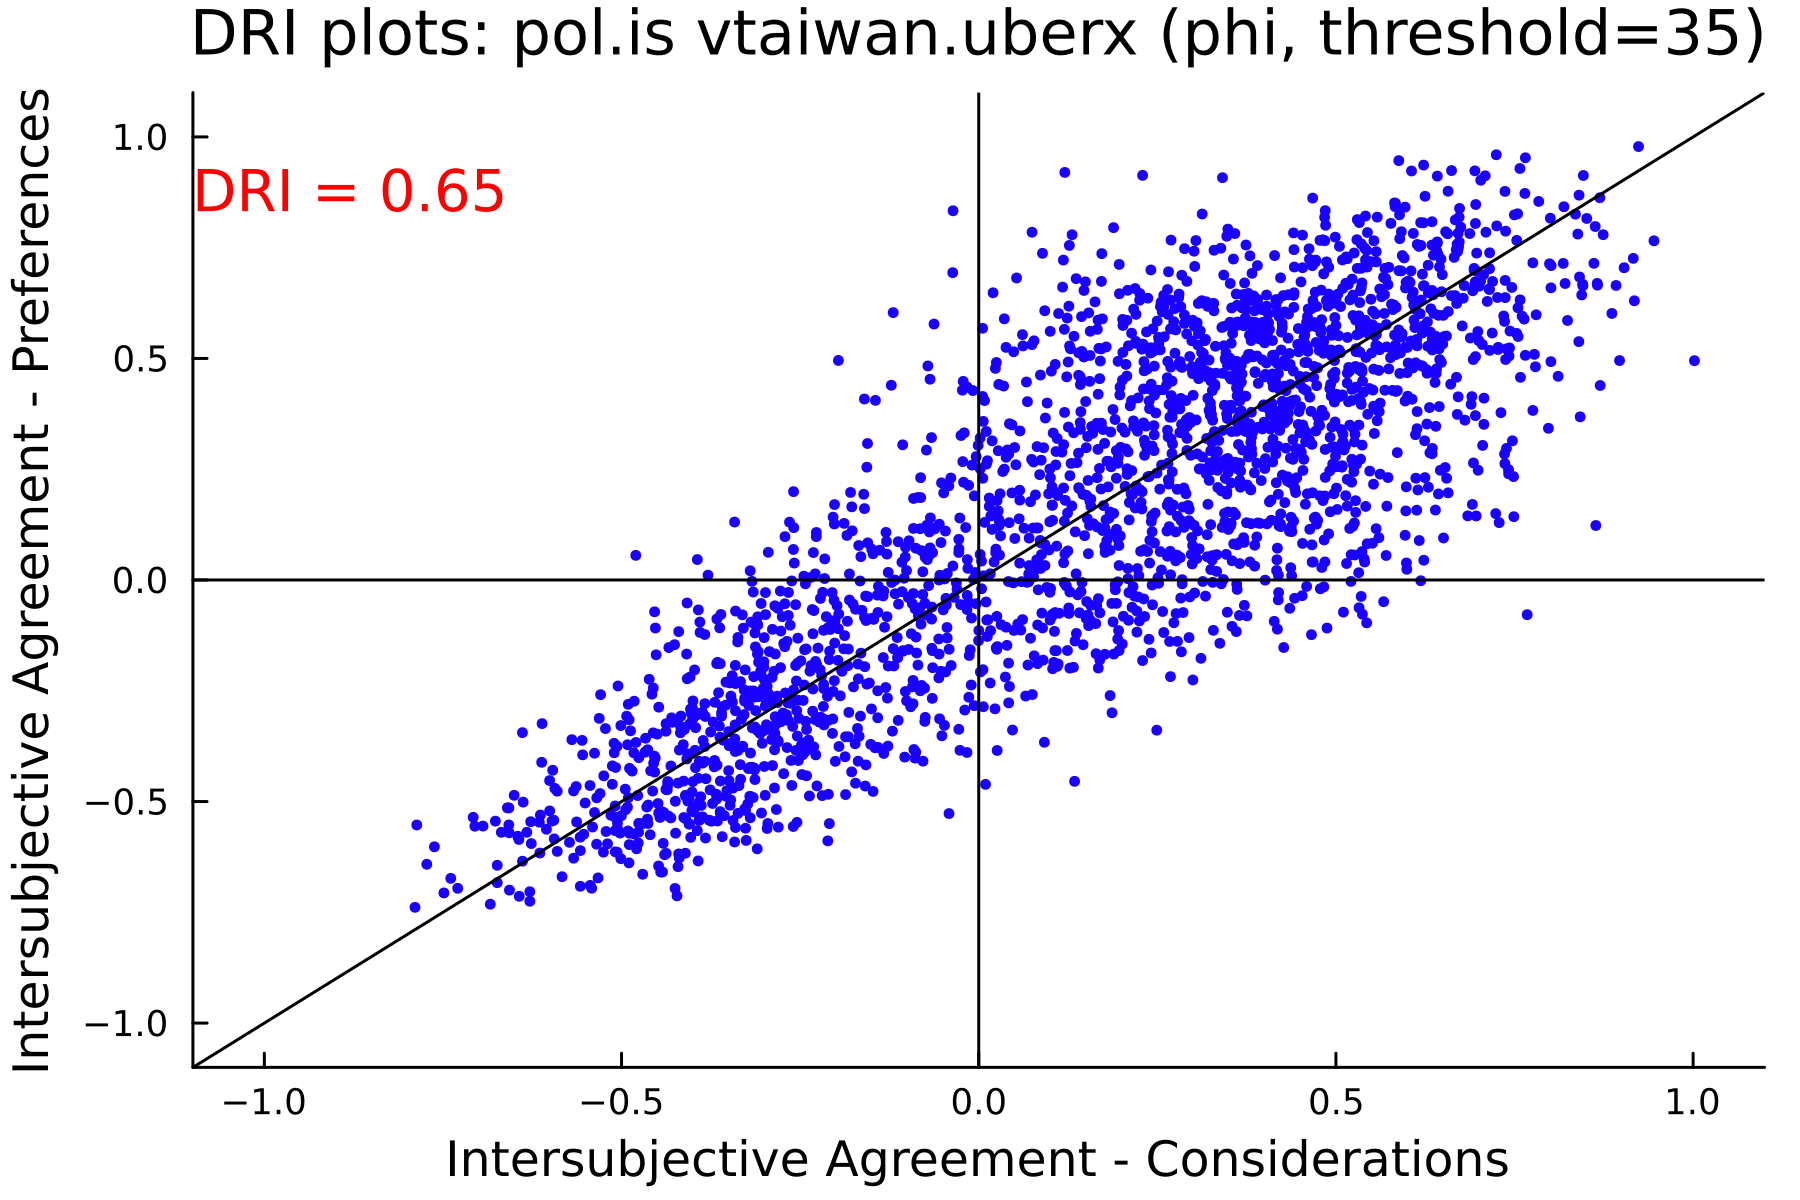 DRI plots: pol.is vtaiwan.uberx (phi, threshold=35)
DRI = 0.65
Intersubjective Agreement - Preferences
1.0
0.5
0.0
−0.5
−1.0
−1.0 −0.5 0.0 0.5 1.0
Intersubjective Agreement - Considerations